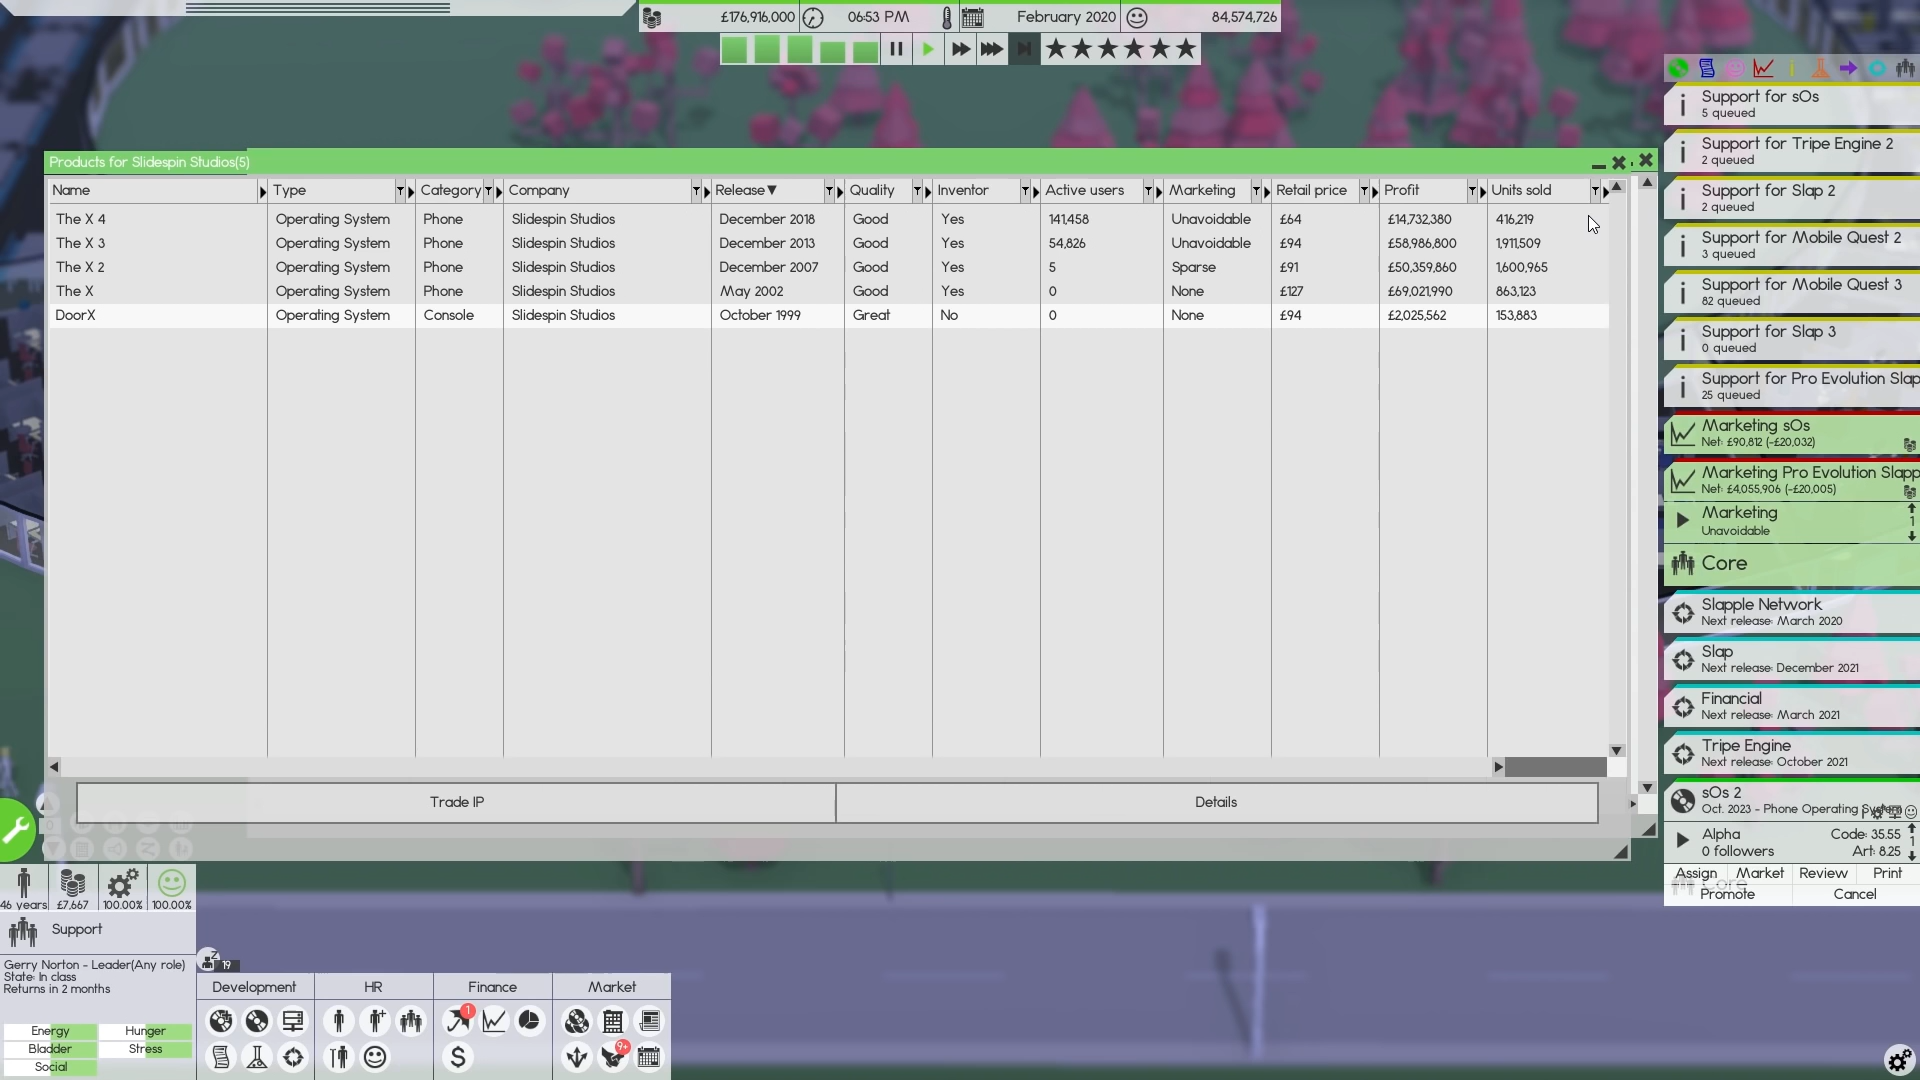 £176,916,000 06:53 PM February 2020 84,574,726
Products for Slidespin Studios(5)
Name Type Category Company Release▼ Quality Inventor Active users Marketing Retail price Profit Units sold
The X 4 Operating System Phone Slidespin Studios December 2018 Good Yes 141,458 Unavoidable £64 £14,732,380 416,219
The X 3 Operating System Phone Slidespin Studios December 2013 Good Yes 54,826 Unavoidable £94 £58,986,800 1,911,509
The X 2 Operating System Phone Slidespin Studios December 2007 Good Yes 5 Sparse £91 £50,359,860 1,600,965
The X Operating System Phone Slidespin Studios May 2002 Good Yes 0 None £127 £69,021,990 863,123
DoorX Operating System Console Slidespin Studios October 1999 Great No 0 None £94 £2,025,562 153,883
Trade IP Details
Support for sOs
5 queued
Support for Tripe Engine 2
2 queued
Support for Slap 2
2 queued
Support for Mobile Quest 2
3 queued
Support for Mobile Quest 3
82 queued
Support for Slap 3
0 queued
Support for Pro Evolution Slap
25 queued
Marketing sOs
Net: £90,812 (-£20,032)
Marketing Pro Evolution Slapp
Net: £4,055,906 (-£20,005)
Marketing
Unavoidable
1
Core
Slapple Network
Next release: March 2020
Slap
Next release: December 2021
Financial
Next release: March 2021
Tripe Engine
Next release: October 2021
sOs 2
Oct. 2023 - Phone Operating
Alpha Code: 35.55
0 followers Art: 8.25
1
Assign Market Review Print
Core
Promote Cancel
46 years £7,667 100.00% 100.00%
Support
Gerry Norton - Leader(Any role)
State: In class
Returns in 2 months
Energy Hunger
Bladder Stress
Social
19
Development HR Finance Market
1
9+